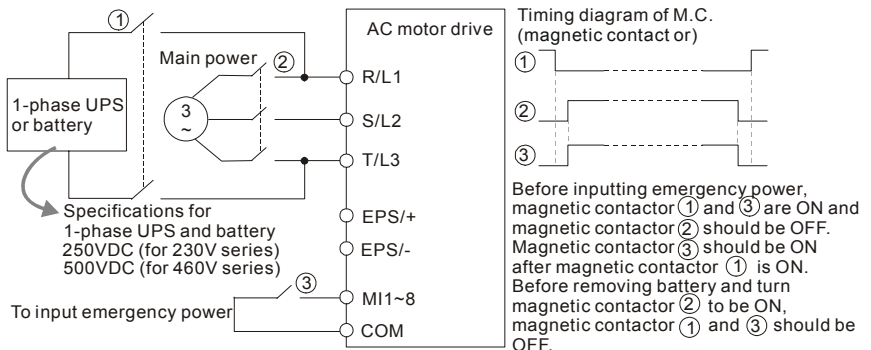 ①
Main power
②
1-phase UPS
or battery
3
~
Specifications for
1-phase UPS and battery
250VDC (for 230V series)
500VDC (for 460V series)
To input emergency power
③
AC motor drive
R/L1
S/L2
T/L3
EPS/+
EPS/-
MI1~8
COM
Timing diagram of M.C.
(magnetic contact or)
①
②
③
Before inputting emergency power,
magnetic contactor ① and ③ are ON and
magnetic contactor ② should be OFF.
Magnetic contactor ③ should be ON
after magnetic contactor ① is ON.
Before removing battery and turn
magnetic contactor ② to be ON,
magnetic contactor ① and ③ should be
OFF.